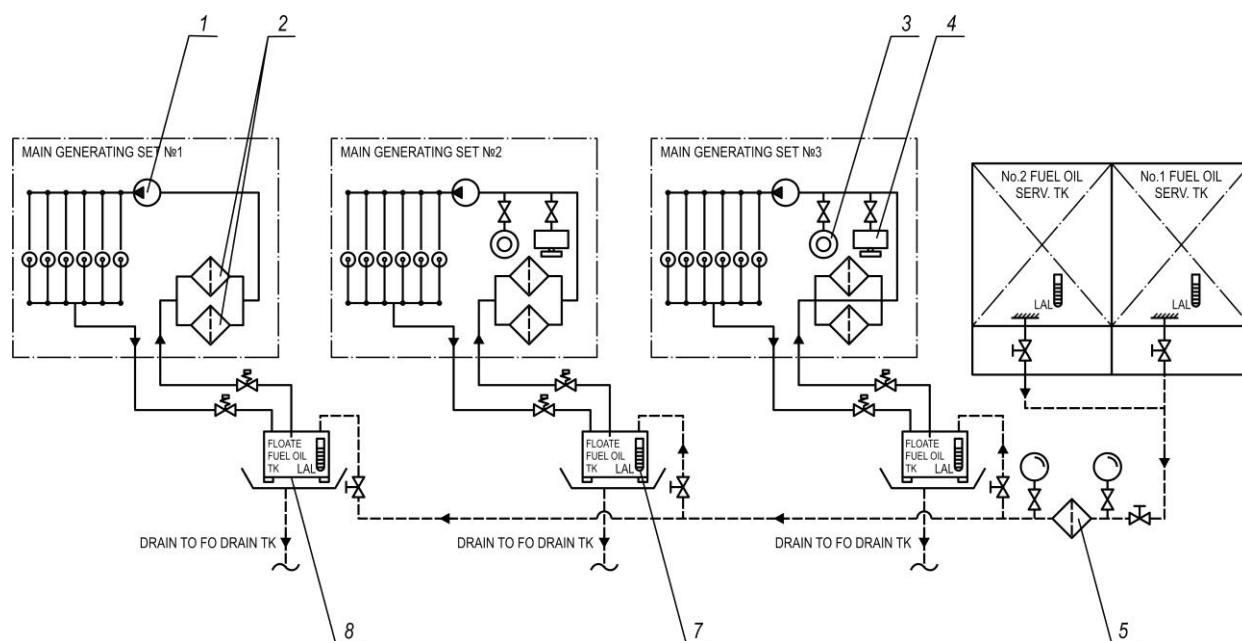 1
2
3
4
MAIN GENERATING SET №1
MAIN GENERATING SET №2
MAIN GENERATING SET №3
No.2 FUEL OIL
SERV. TK
No.1 FUEL OIL
SERV. TK
LAL
LAL
FLOATE
FUEL OIL
TK
LAL
FLOATE
FUEL OIL
TK
LAL
FLOATE
FUEL OIL
TK
LAL
DRAIN TO FO DRAIN TK
DRAIN TO FO DRAIN TK
DRAIN TO FO DRAIN TK
8
7
5